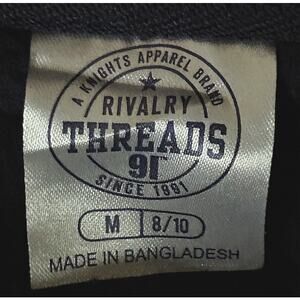 A KNIGHTS APPAREL BRAND
RIVALRY
THREADS
91
SINCE 1991
M 8/10
MADE IN BANGLADESH